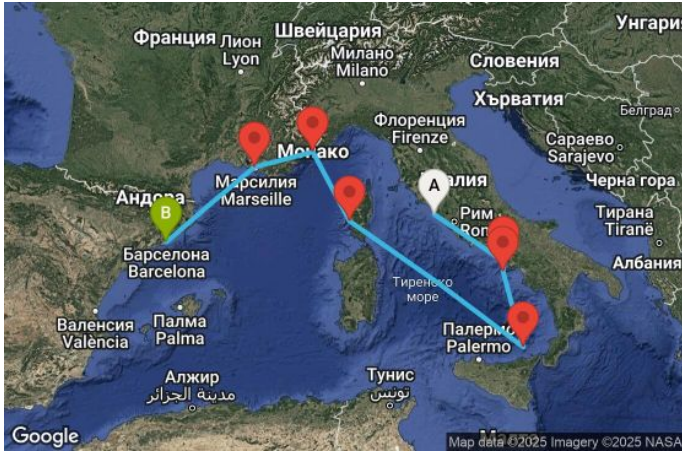 Унгари
Швейцария
Франция
Лион
Lyon
Милано
Milano
Словения
Хърватия
Белград
Флоренция
Firenze
Монако
Сараево
Sarajevo
Марсилия
Marseille
A
алия
Черна гора
Андора
B
Рим
Тирана
Tiranë
Барселона
Barcelona
Албания
Тиренско
море
Валенсия
València
Палма
Palma
Палермо
Palermo
Алжир
مدينة الجزائر
Тунис
تونس
Google
Map data ©2025 Imagery ©2025 NASA